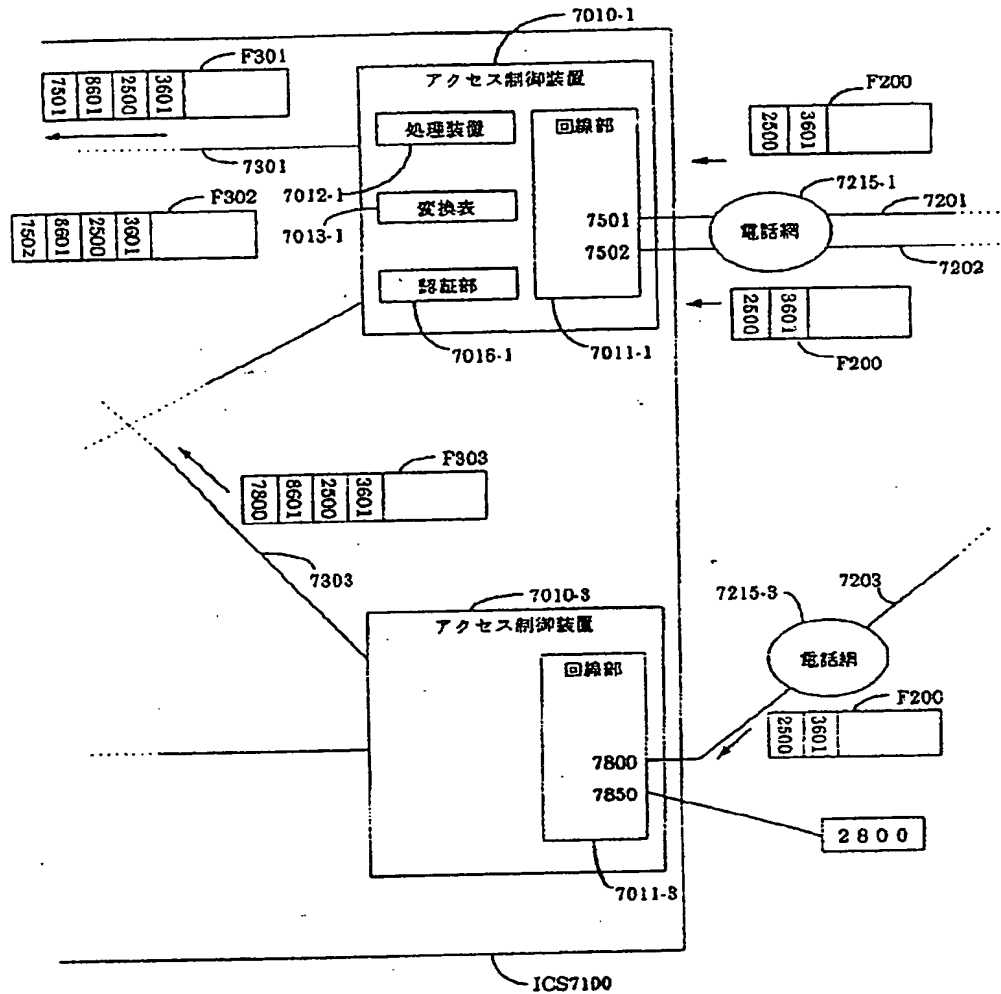 7010-1
F301
7501 8601 2500 3601
アクセス制御装置
F200
2500 3601
処理装置
回線部
7301
7012-1
7215-1
F302
7502 8601 2500 3601
変換表
7013-1
7501
7502
電話網
7201
7202
認証部
7016-1
7011-1
2500 3601
F200
F303
7800 8601 2500 3601
7303
7010-3
アクセス制御装置
7215-3
7203
回線部
電話網
F200
2500 3601
7800
7850
2800
7011-3
ICS7100